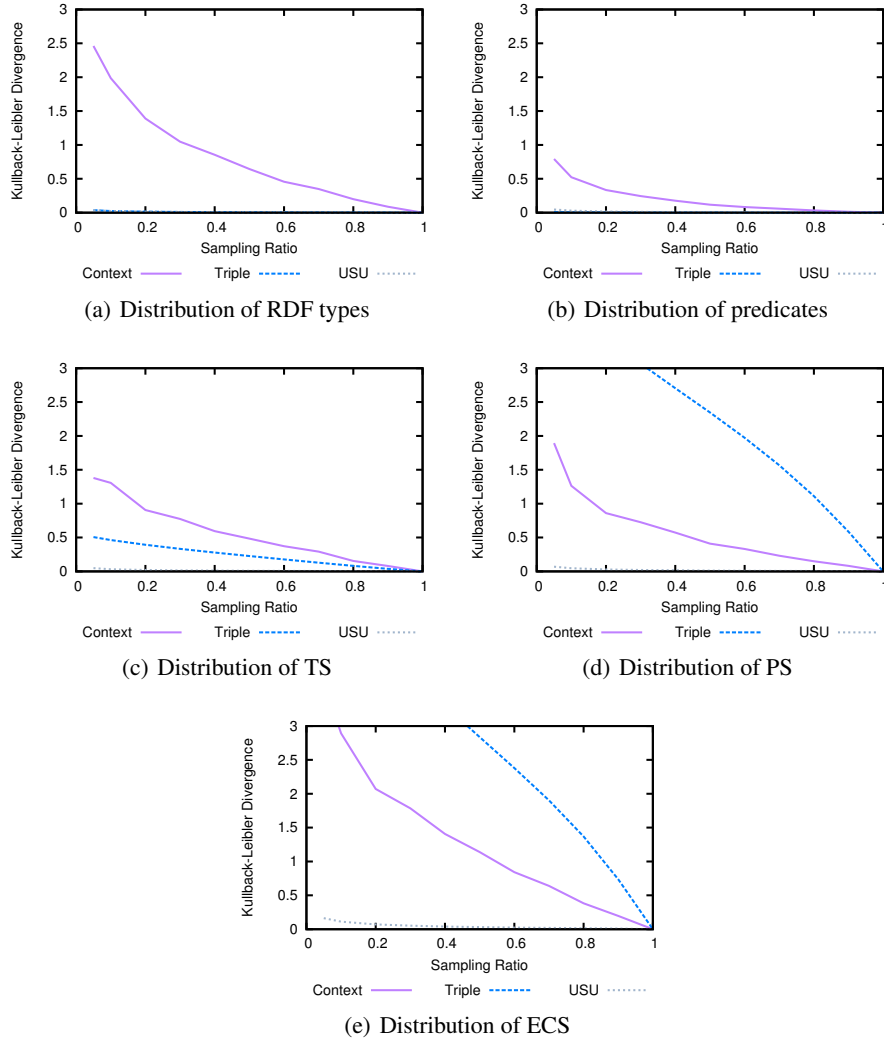 3
2.5
2
1.5
1
0.5
0
Kullback-Leibler Divergence
0 0.2 0.4 0.6 0.8 1
Sampling Ratio
Context Triple USU
(a) Distribution of RDF types
3
2.5
2
1.5
1
0.5
0
Kullback-Leibler Divergence
0 0.2 0.4 0.6 0.8 1
Sampling Ratio
Context Triple USU
(b) Distribution of predicates
3
2.5
2
1.5
1
0.5
0
Kullback-Leibler Divergence
0 0.2 0.4 0.6 0.8 1
Sampling Ratio
Context Triple USU
(c) Distribution of TS
3
2.5
2
1.5
1
0.5
0
Kullback-Leibler Divergence
0 0.2 0.4 0.6 0.8 1
Sampling Ratio
Context Triple USU
(d) Distribution of PS
3
2.5
2
1.5
1
0.5
0
Kullback-Leibler Divergence
0 0.2 0.4 0.6 0.8 1
Sampling Ratio
Context Triple USU
(e) Distribution of ECS